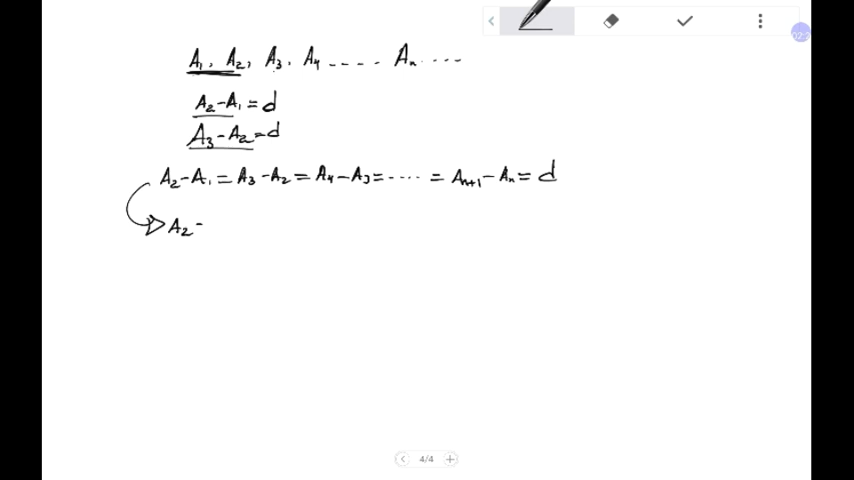 A₁, A₂, A₃, A₄ ..... Aₙ ....
A₂-A₁=d
A₃-A₂=d
A₂-A₁=A₃-A₂=A₄-A₃=.....=Aₙ₊₁-Aₙ=d
A₂-
4/4